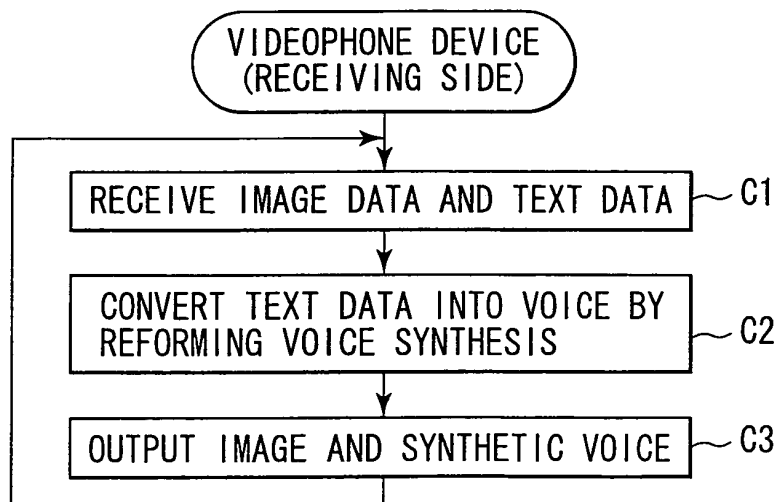 VIDEOPHONE DEVICE
(RECEIVING SIDE)
RECEIVE IMAGE DATA AND TEXT DATA
C1
CONVERT TEXT DATA INTO VOICE BY
REFORMING VOICE SYNTHESIS
C2
OUTPUT IMAGE AND SYNTHETIC VOICE
C3